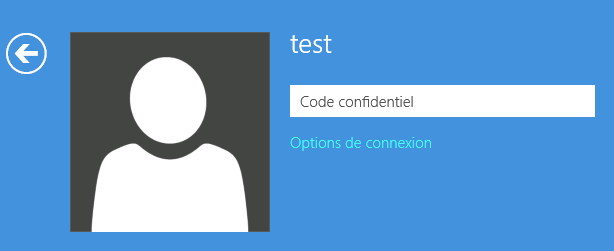 test
Code confidentiel
Options de connexion